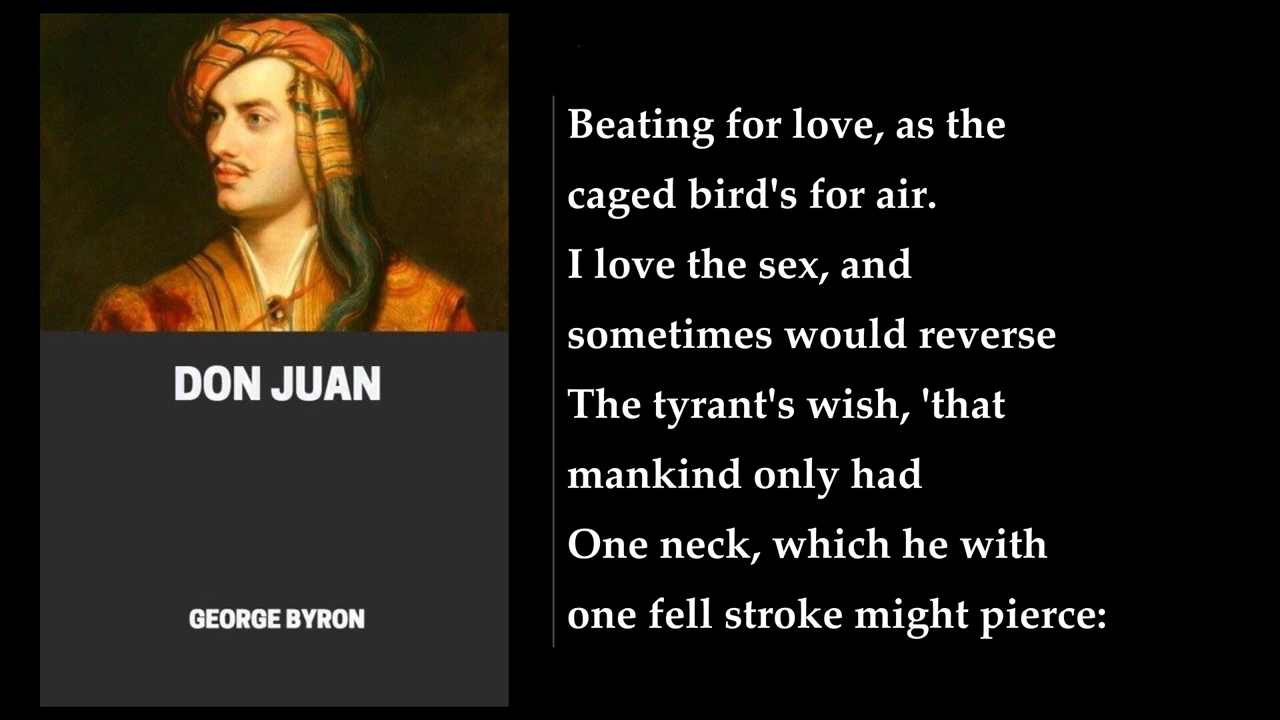 DON JUAN
GEORGE BYRON
Beating for love, as the
caged bird's for air.
I love the sex, and
sometimes would reverse
The tyrant's wish, 'that
mankind only had
One neck, which he with
one fell stroke might pierce: